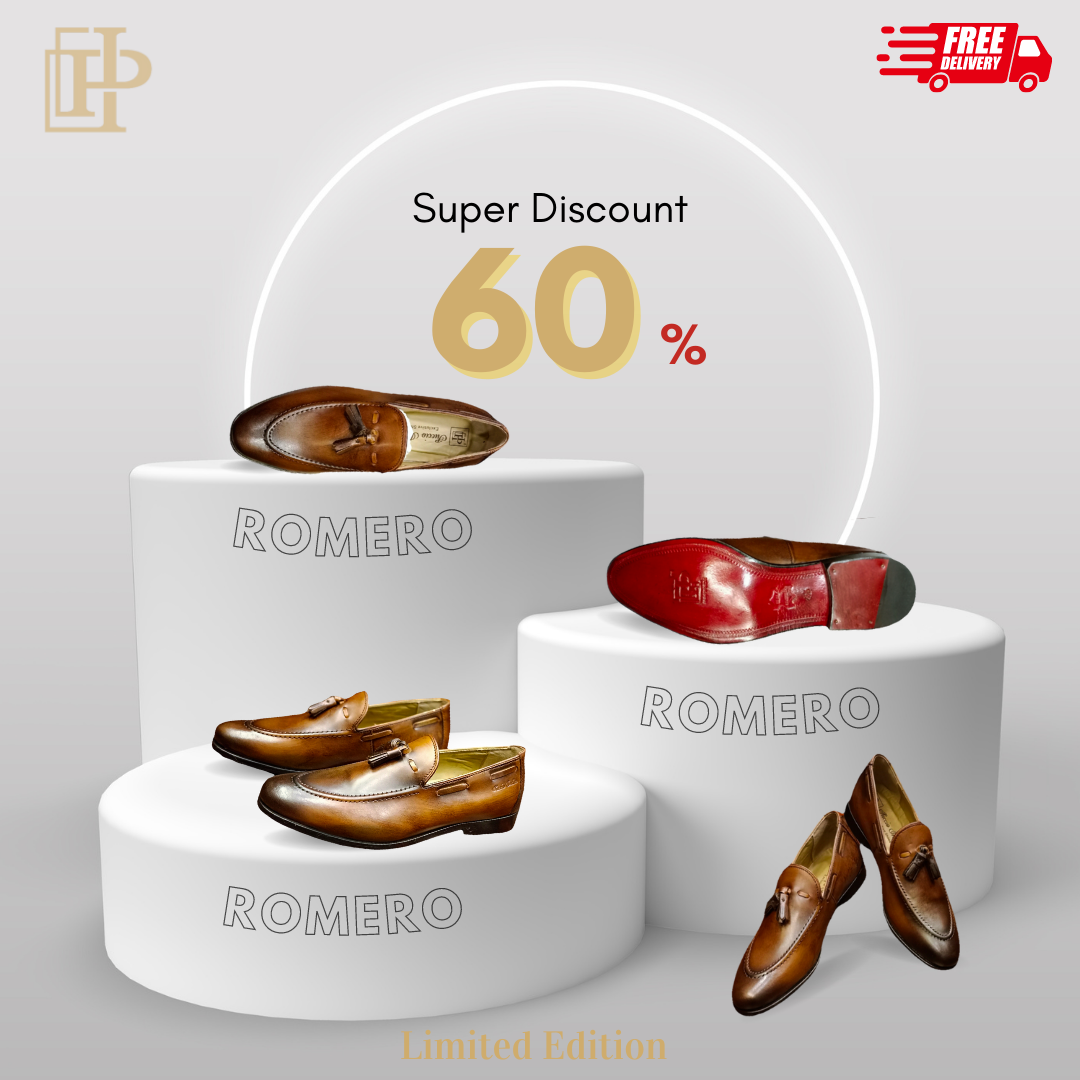 FREE
DELIVERY
Super Discount
60 %
ROMERO
ROMERO
ROMERO
Limited Edition